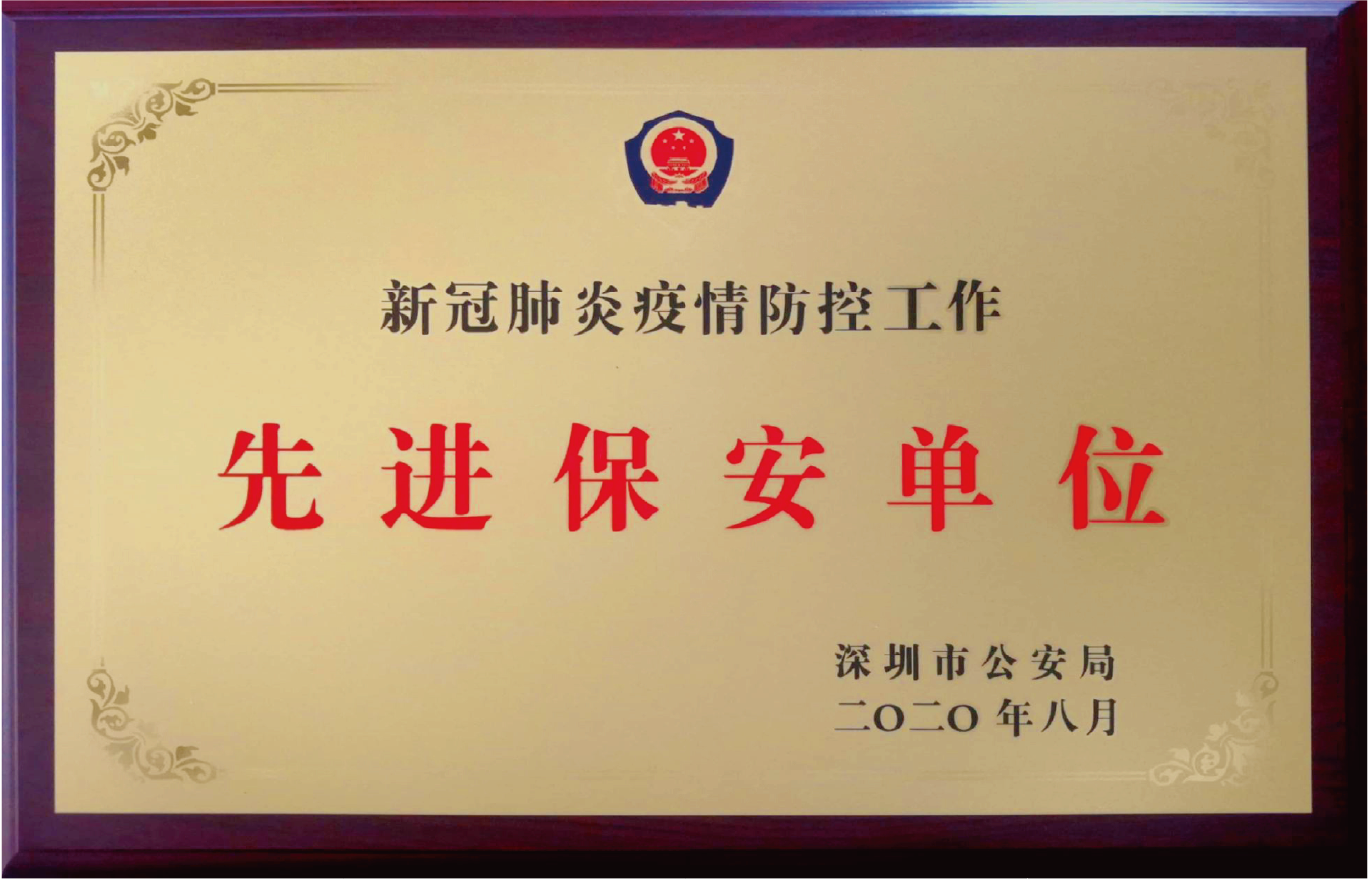 新冠肺炎疫情防控工作
先进保安单位
深圳市公安局
二〇二〇年八月